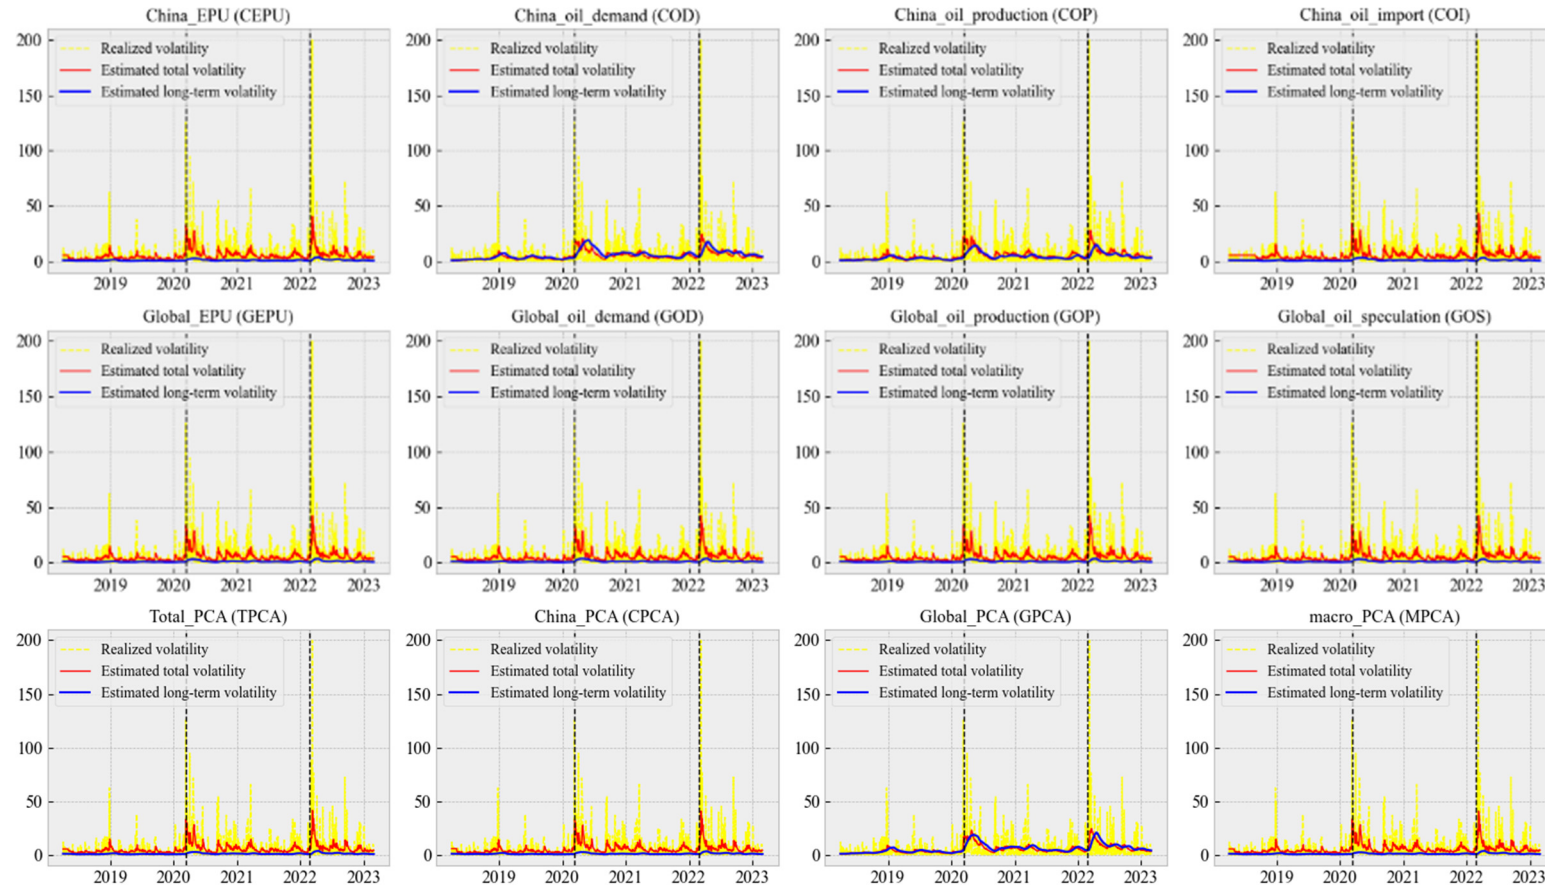 China_EPU (CEPU)
Realized volatility
Estimated total volatility
Estimated long-term volatility
200
150
100
50
0
2019 2020 2021 2022 2023
China_oil_demand (COD)
Realized volatility
Estimated total volatility
Estimated long-term volatility
200
150
100
50
0
2019 2020 2021 2022 2023
China_oil_production (COP)
Realized volatility
Estimated total volatility
Estimated long-term volatility
200
150
100
50
0
2019 2020 2021 2022 2023
China_oil_import (COI)
Realized volatility
Estimated total volatility
Estimated long-term volatility
200
150
100
50
0
2019 2020 2021 2022 2023
Global_EPU (GEPU)
Realized volatility
Estimated total volatility
Estimated long-term volatility
200
150
100
50
0
2019 2020 2021 2022 2023
Global_oil_demand (GOD)
Realized volatility
Estimated total volatility
Estimated long-term volatility
200
150
100
50
0
2019 2020 2021 2022 2023
Global_oil_production (GOP)
Realized volatility
Estimated total volatility
Estimated long-term volatility
200
150
100
50
0
2019 2020 2021 2022 2023
Global_oil_speculation (GOS)
Realized volatility
Estimated total volatility
Estimated long-term volatility
200
150
100
50
0
2019 2020 2021 2022 2023
Total_PCA (TPCA)
Realized volatility
Estimated total volatility
Estimated long-term volatility
200
150
100
50
0
2019 2020 2021 2022 2023
China_PCA (CPCA)
Realized volatility
Estimated total volatility
Estimated long-term volatility
200
150
100
50
0
2019 2020 2021 2022 2023
Global_PCA (GPCA)
Realized volatility
Estimated total volatility
Estimated long-term volatility
200
150
100
50
0
2019 2020 2021 2022 2023
macro_PCA (MPCA)
Realized volatility
Estimated total volatility
Estimated long-term volatility
200
150
100
50
0
2019 2020 2021 2022 2023